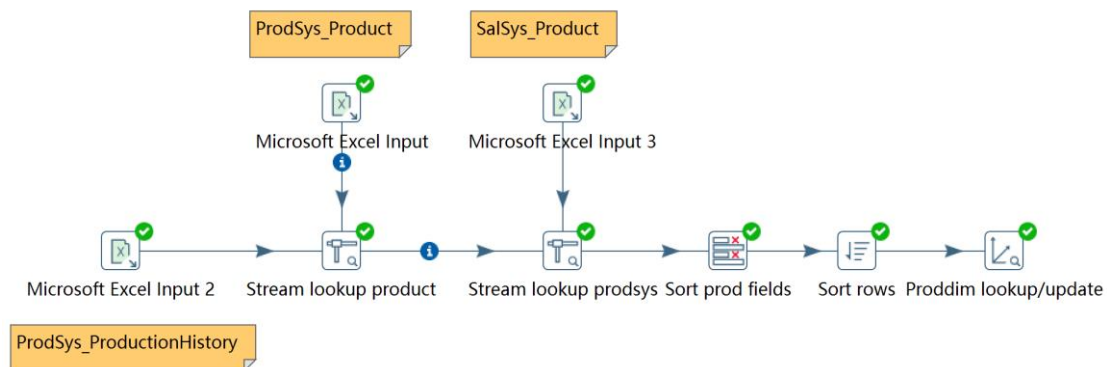 ProdSys_Product
SalSys_Product
Microsoft Excel Input
Microsoft Excel Input 3
Microsoft Excel Input 2
Stream lookup product
Stream lookup prodsys
Sort prod fields
Sort rows
Proddim lookup/update
ProdSys_ProductionHistory